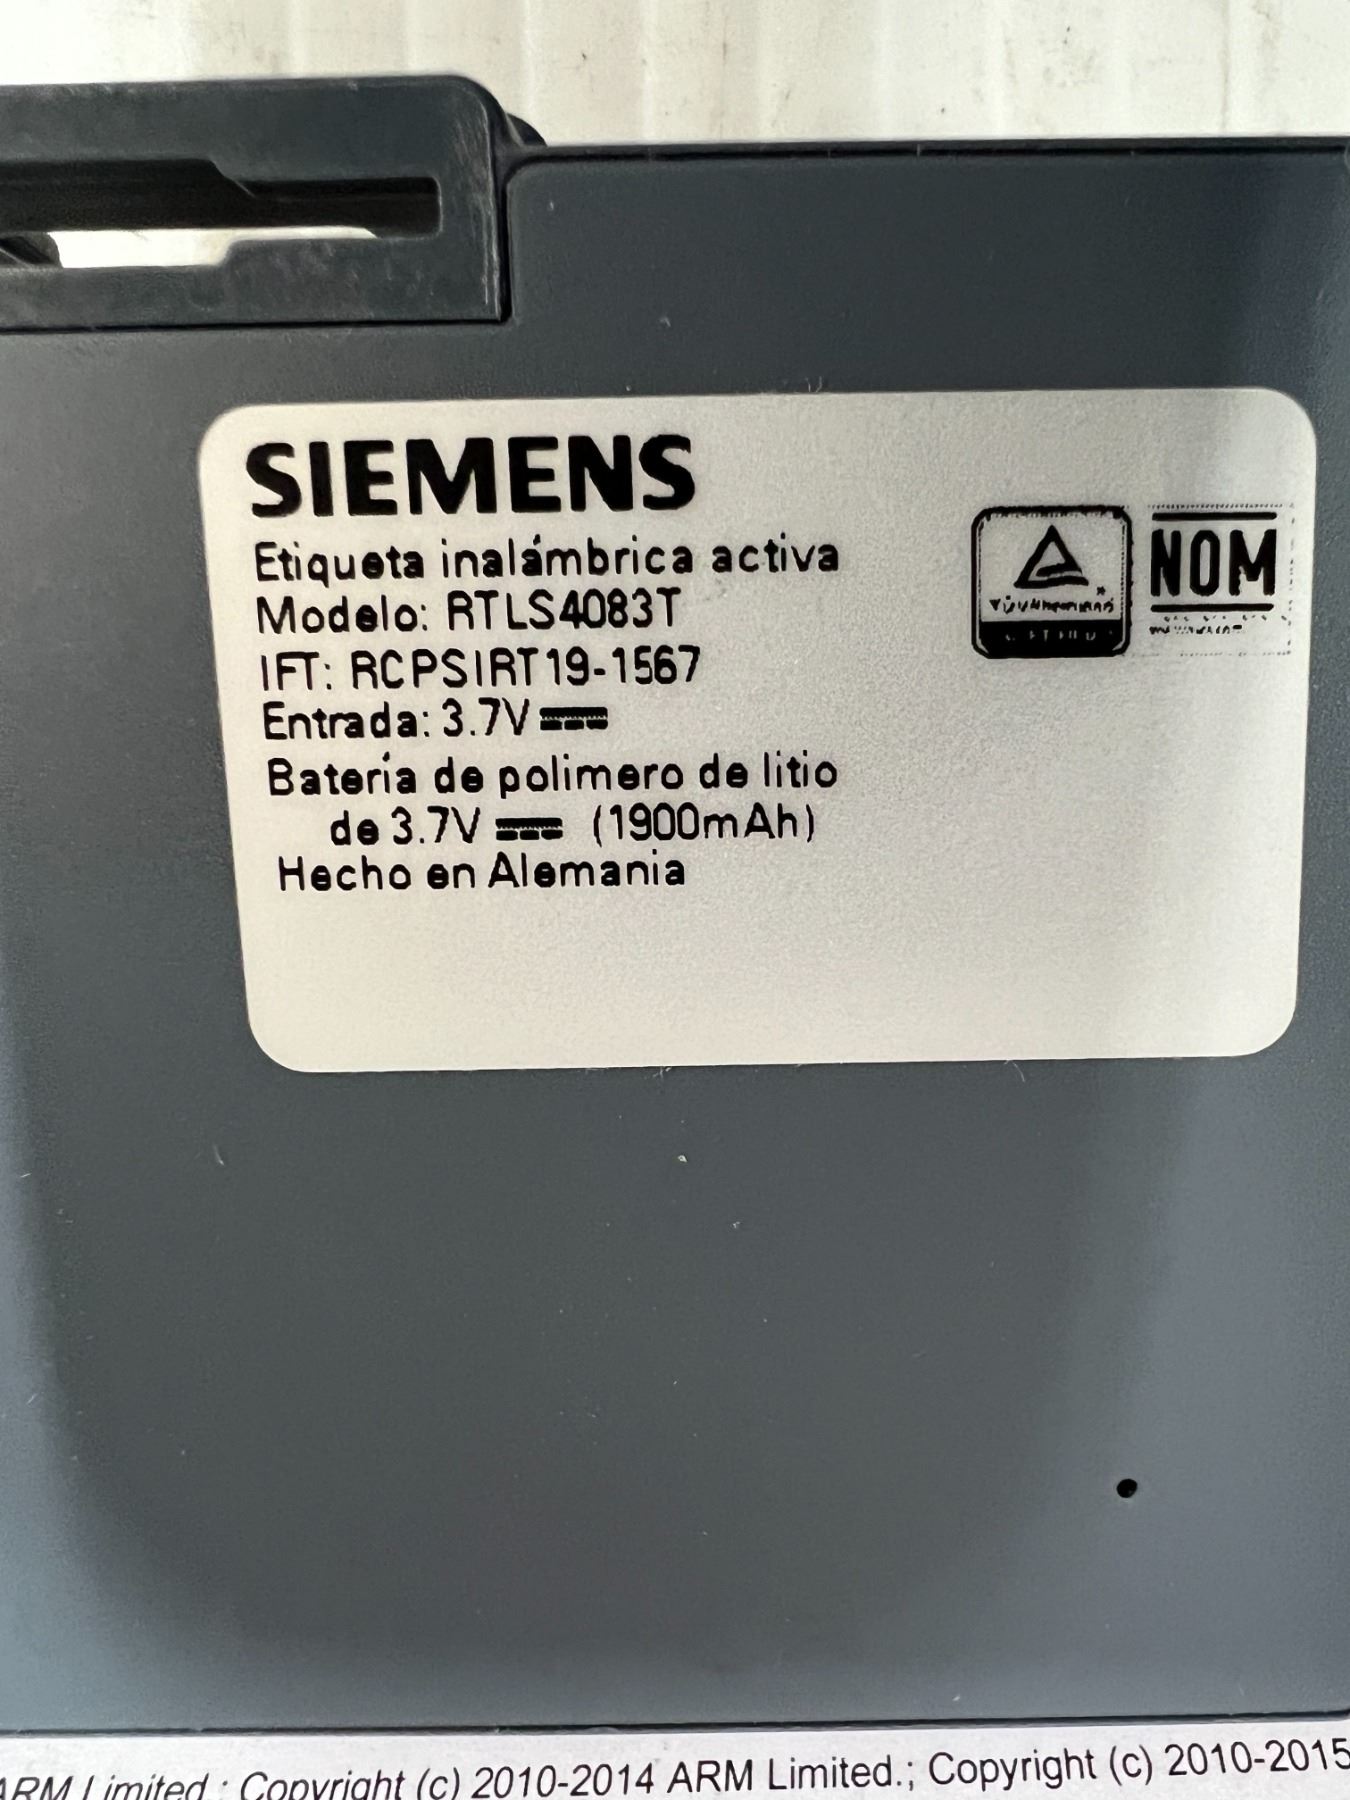 SIEMENS
Etiqueta inalámbrica activa
Modelo: RTLS4083T
IFT: RCPSIRT19-1567
Entrada: 3.7V
Batería de polimero de litio
de 3.7V (1900mAh)
Hecho en Alemania
NOM
ARM Limited.; Copyright (c) 2010-2014 ARM Limited.; Copyright (c) 2010-2015